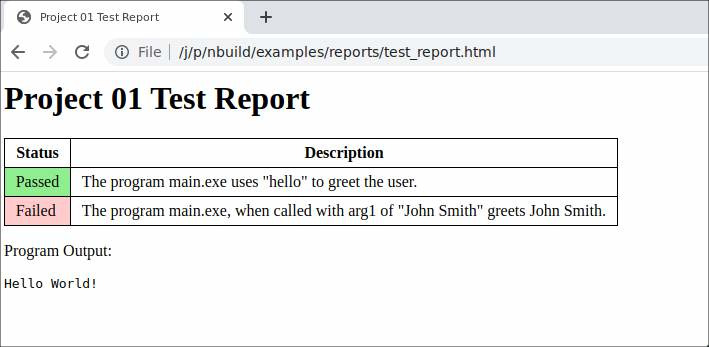 Project 01 Test Report
File /j/p/nbuild/examples/reports/test_report.html
Project 01 Test Report
Status Description
Passed The program main.exe uses "hello" to greet the user.
Failed The program main.exe, when called with arg1 of "John Smith" greets John Smith.
Program Output:
Hello World!